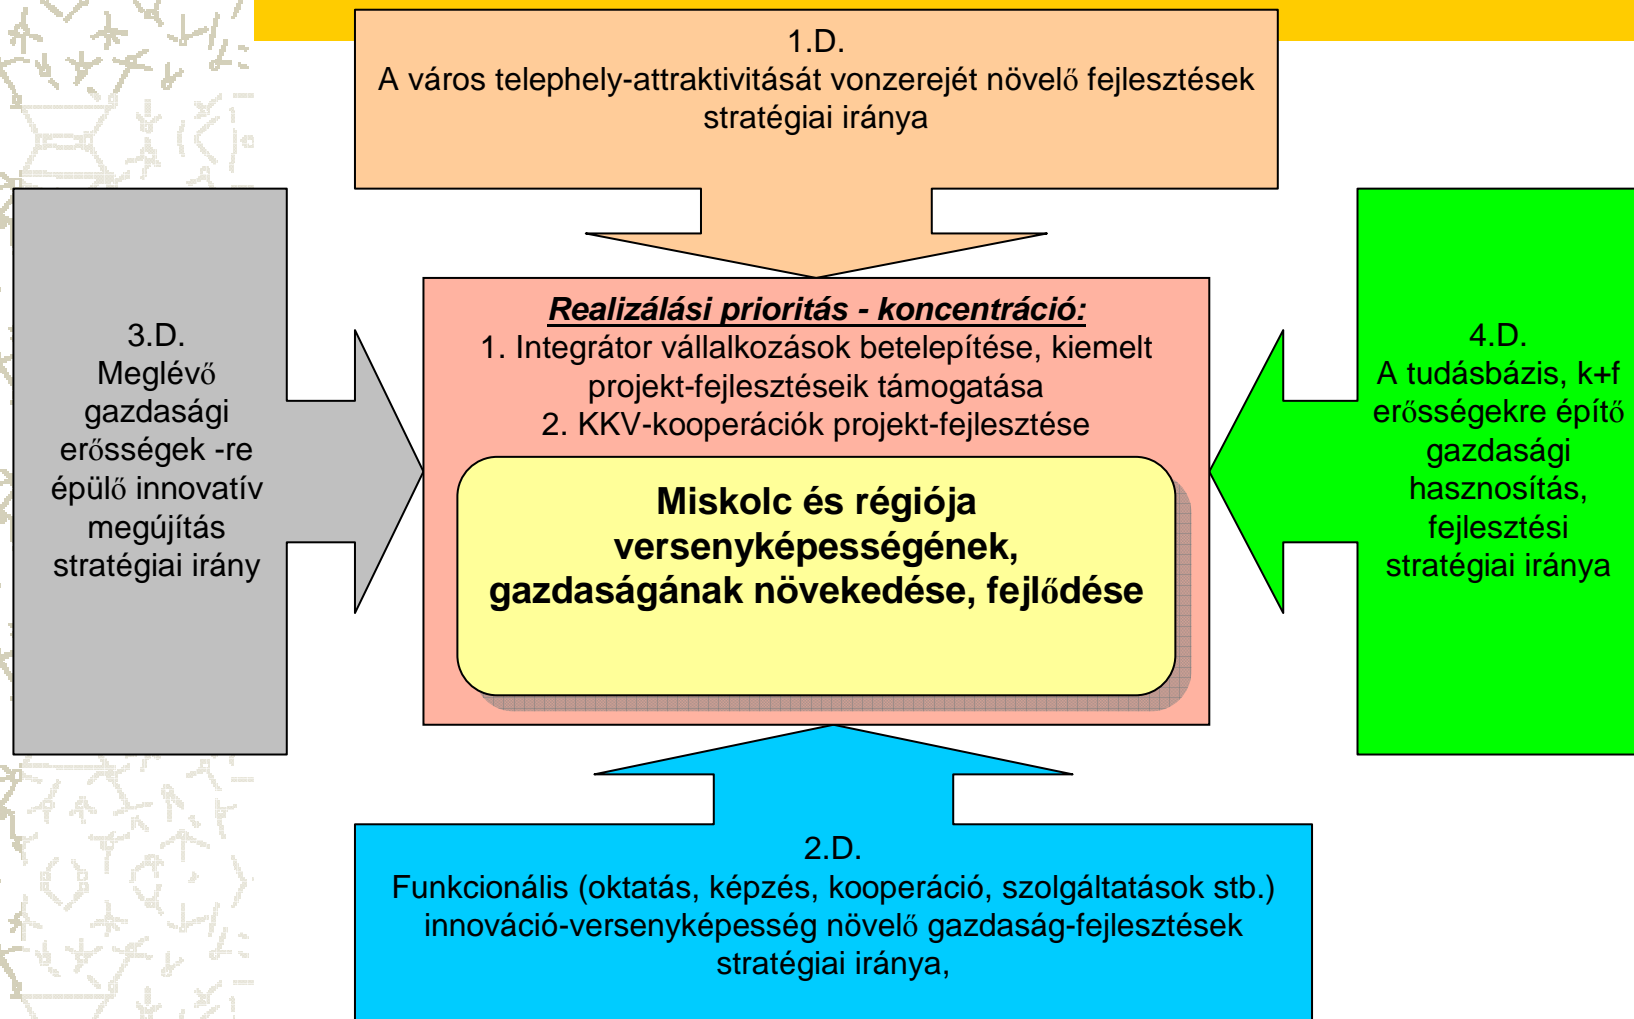 1.D.
A város telephely-attraktivitását vonzerejét növelő fejlesztések
stratégiai iránya
3.D.
Meglévő
gazdasági
erősségek -re
épülő innovatív
megújítás
stratégiai irány
Realizálási prioritás - koncentráció:
1. Integrátor vállalkozások betelepítése, kiemelt
projekt-fejlesztéseik támogatása
2. KKV-kooperációk projekt-fejlesztése
Miskolc és régiója
versenyképességének,
gazdaságának növekedése, fejlődése
4.D.
A tudásbázis, k+f
erősségekre építő
gazdasági
hasznosítás,
fejlesztési
stratégiai iránya
2.D.
Funkcionális (oktatás, képzés, kooperáció, szolgáltatások stb.)
innováció-versenyképesség növelő gazdaság-fejlesztések
stratégiai iránya,